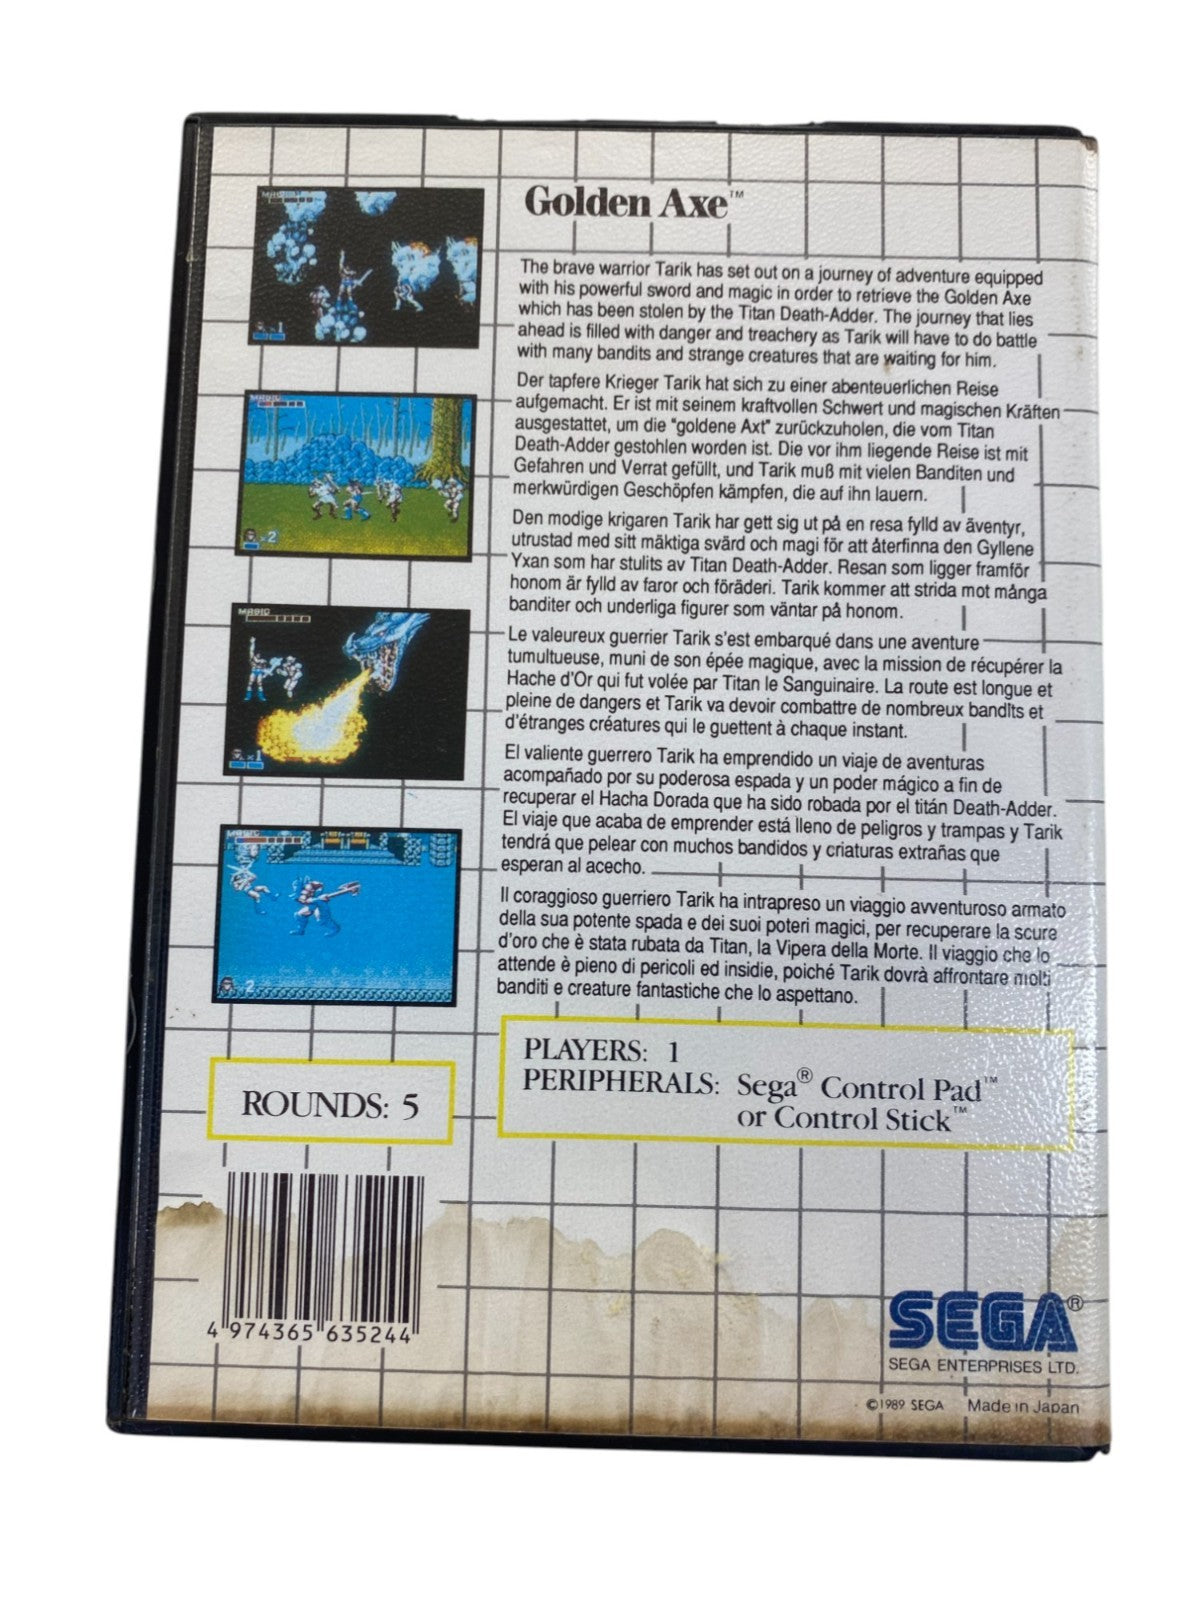 Golden Axe™
The brave warrior Tarik has set out on a journey of adventure equipped
with his powerful sword and magic in order to retrieve the Golden Axe
which has been stolen by the Titan Death-Adder. The journey that lies
ahead is filled with danger and treachery as Tarik will have to do battle
with many bandits and strange creatures that are waiting for him.
Der tapfere Krieger Tarik hat sich zu einer abenteuerlichen Reise
aufgemacht. Er ist mit seinem kraftvollen Schwert und magischen Kräften
ausgestattet, um die "goldene Axt" zurückzuholen, die vom Titan
Death-Adder gestohlen worden ist. Die vor ihm liegende Reise ist mit
Gefahren und Verrat gefüllt, und Tarik muß mit vielen Banditen und
merkwürdigen Geschöpfen kämpfen, die auf ihn lauern.
Den modige krigaren Tarik har gett sig ut på en resa fylld av äventyr,
utrustad med sitt mäktiga svärd och magi för att återfinna den Gyllene
Yxan som har stulits av Titan Death-Adder. Resan som ligger framför
honom är fylld av faror och föräderi. Tarik kommer att strida mot många
banditer och underliga figurer som väntar på honom.
Le valeureux guerrier Tarik s'est embarqué dans une aventure
tumultueuse, muni de son épée magique, avec la mission de récupérer la
Hache d'Or qui fut volée par Titan le Sanguinaire. La route est longue et
pleine de dangers et Tarik va devoir combattre de nombreux bandits et
d'étranges créatures qui le guettent à chaque instant.
El valiente guerrero Tarik ha emprendido un viaje de aventuras
acompañado por su poderosa espada y un poder mágico a fin de
recuperar el Hacha Dorada que ha sido robada por el titán Death-Adder.
El viaje que acaba de emprender está lleno de peligros y trampas y Tarik
tendrá que pelear con muchos bandidos y criaturas extrañas que
esperan al acecho.
Il coraggioso guerriero Tarik ha intrapreso un viaggio avventuroso armato
della sua potente spada e dei suoi poteri magici, per recuperare la scure
d'oro che è stata rubata da Titan, la Vipera della Morte. Il viaggio che lo
attende è pieno di pericoli ed insidie, poiché Tarik dovrà affrontare molti
banditi e creature fantastiche che lo aspettano.
MAGIC
x1
MAGIC
x2
MAGIC
x1
MAGIC
2
PLAYERS: 1
PERIPHERALS: Sega® Control Pad™
or Control Stick™
ROUNDS: 5
4 974365 635244
SEGA®
SEGA ENTERPRISES LTD.
©1989 SEGA Made in Japan